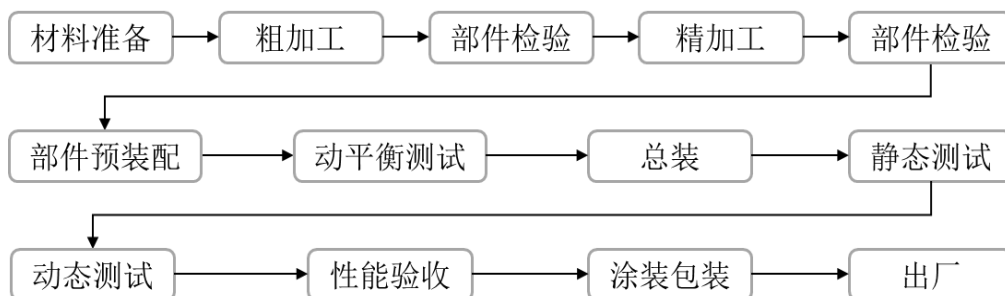 材料准备 粗加工 部件检验 精加工 部件检验
部件预装配 动平衡测试 总装 静态测试
动态测试 性能验收 涂装包装 出厂